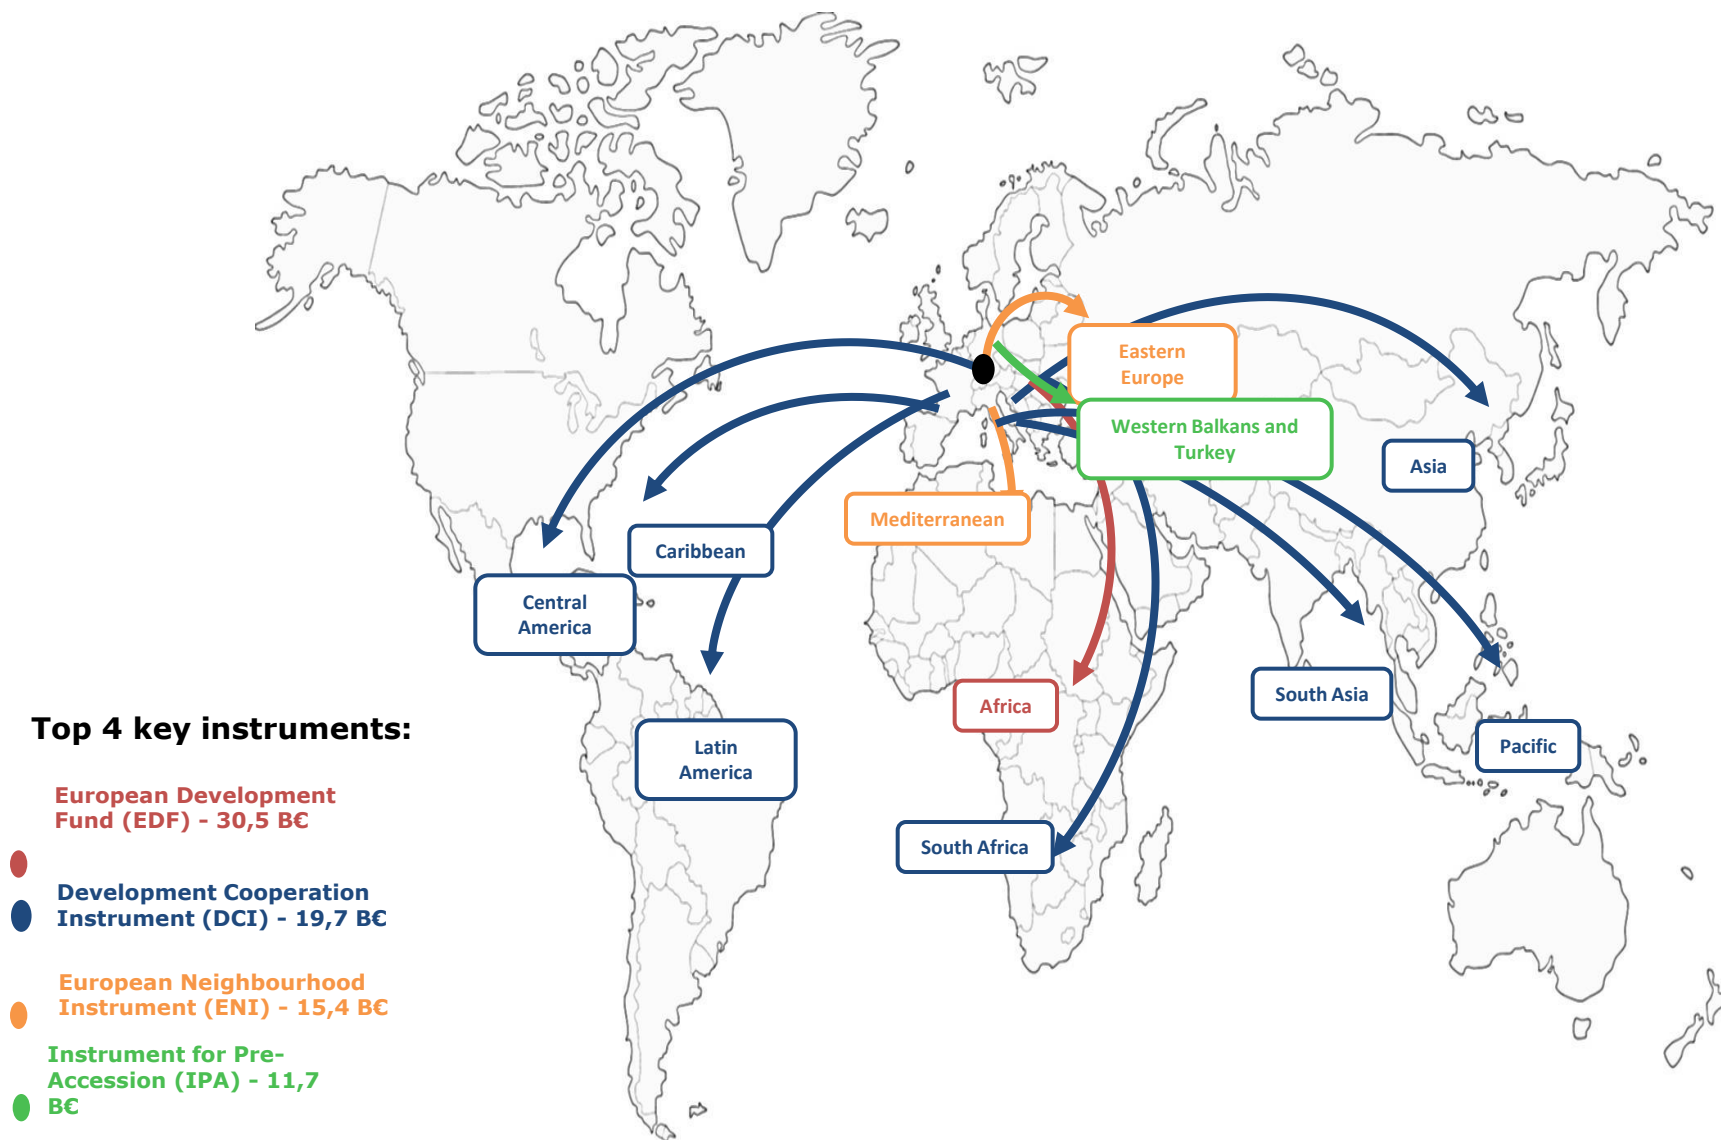 Eastern
Europe
Western Balkans and
Turkey
Asia
Mediterranean
Caribbean
Central
America
South Asia
Africa
Latin
America
Pacific
South Africa
Top 4 key instruments:
European Development
Fund (EDF) - 30,5 B€
Development Cooperation
Instrument (DCI) - 19,7 B€
European Neighbourhood
Instrument (ENI) - 15,4 B€
Instrument for Pre-
Accession (IPA) - 11,7
B€